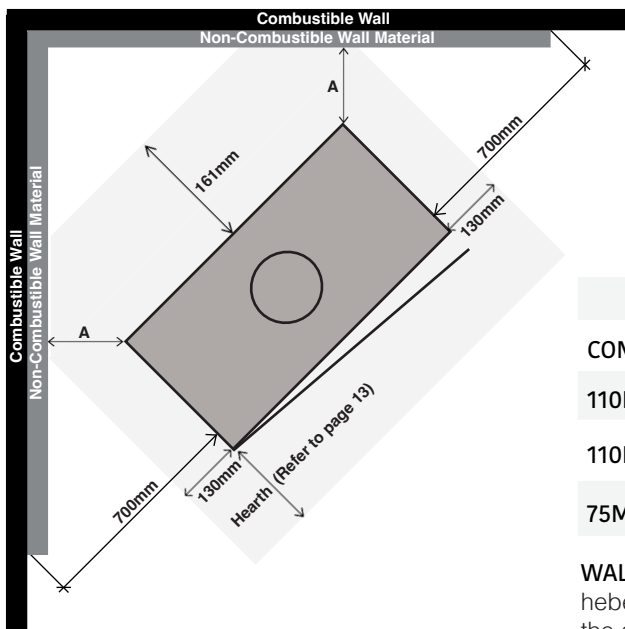 Combustible Wall
Non-Combustible Wall Material
A
700mm
161mm
130mm
Combustible Wall
Non-Combustible Wall Material
A
Hearth (Refer to page 13)
130mm
700mm
110
110
75M
WAL
hebe